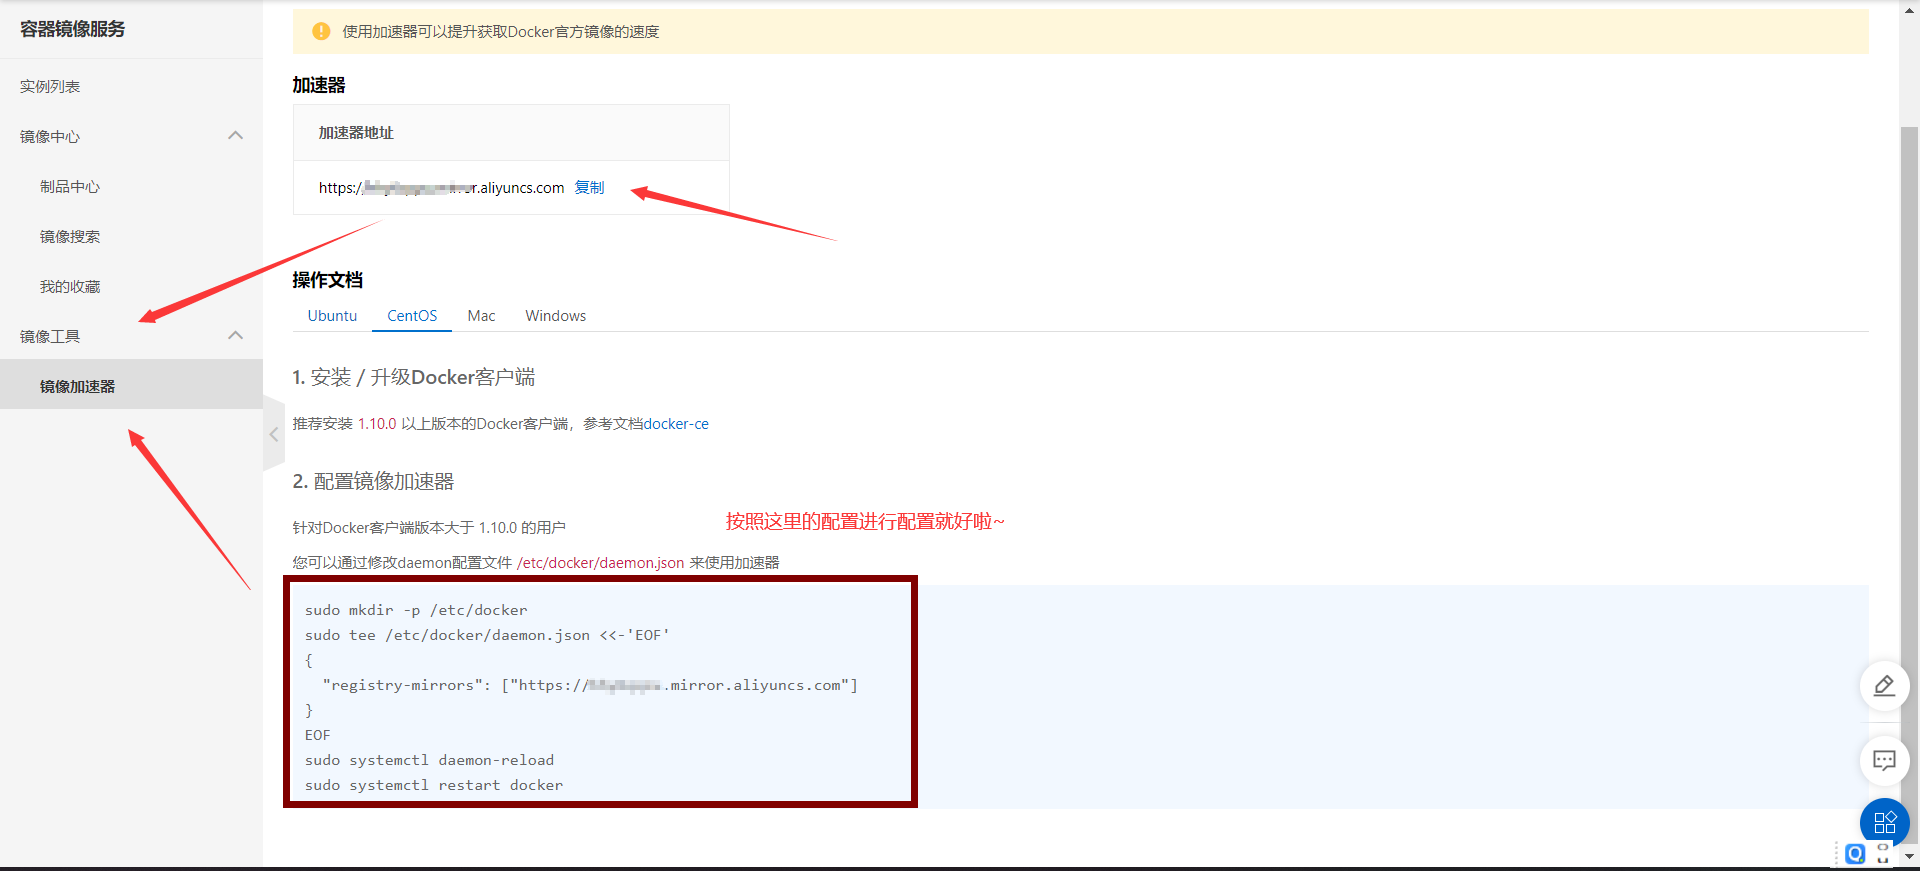 容器镜像服务
实例列表
镜像中心
制品中心
镜像搜索
我的收藏
镜像工具
镜像加速器
使用加速器可以提升获取Docker官方镜像的速度
加速器
加速器地址
https:/ r.aliyuncs.com 复制
操作文档
Ubuntu CentOS Mac Windows
1. 安装 / 升级Docker客户端
推荐安装 1.10.0 以上版本的Docker客户端，参考文档docker-ce
2. 配置镜像加速器
针对Docker客户端版本大于 1.10.0 的用户
按照这里的配置进行配置就好啦~
您可以通过修改daemon配置文件 /etc/docker/daemon.json 来使用加速器
sudo mkdir -p /etc/docker
sudo tee /etc/docker/daemon.json <<-'EOF'
{
"registry-mirrors": ["https:// .mirror.aliyuncs.com"]
}
EOF
sudo systemctl daemon-reload
sudo systemctl restart docker